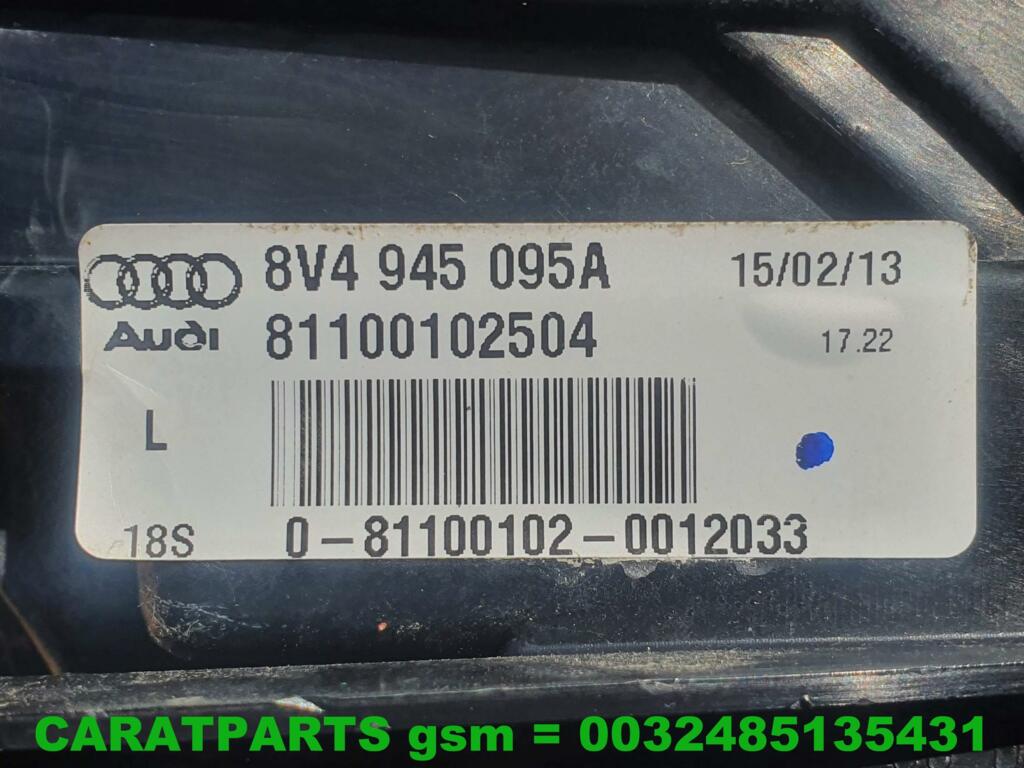 8V4 945 095A 15/02/13
Audi 81100102504 17.22
L
18S 0-81100102-0012033
CARATPARTS gsm = 0032485135431